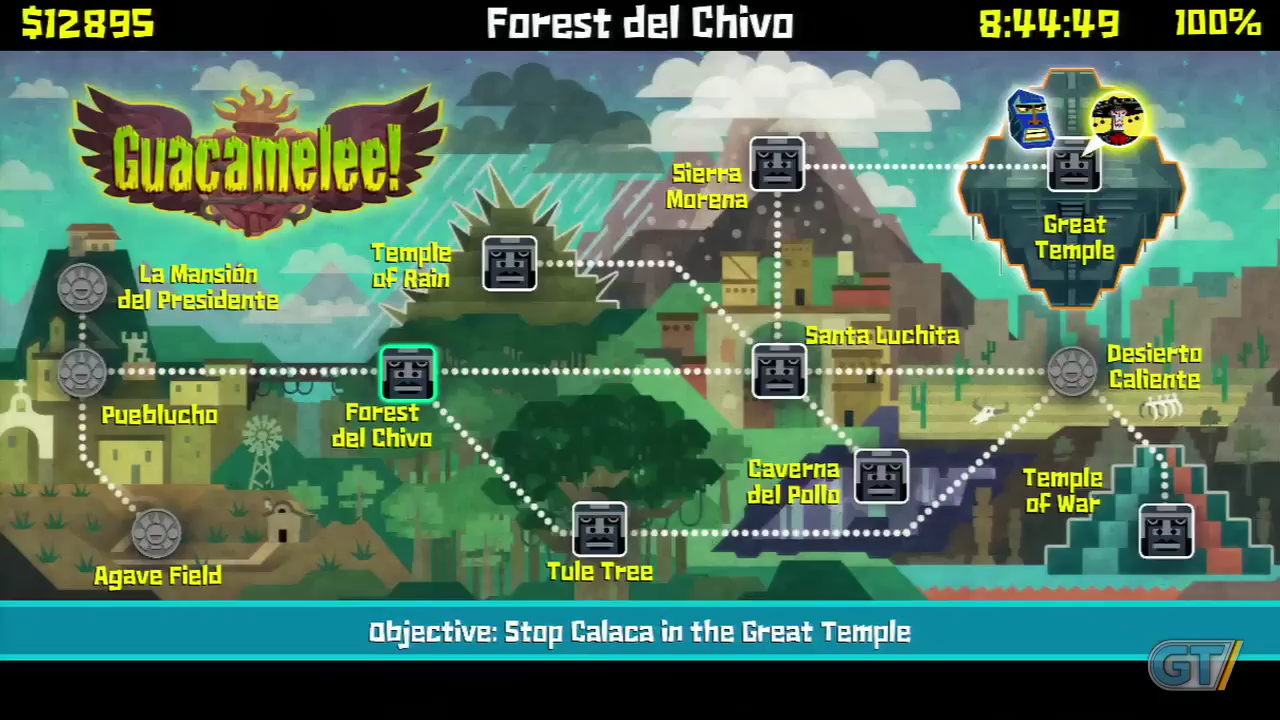 $12895
Forest del Chivo
8:44:49
100%
Guacamelee!
Sierra
Morena
Great
Temple
Temple
of Rain
La Mansión
del Presidente
Santa Luchita
Desierto
Caliente
Pueblucho
Forest
del Chivo
Caverna
del Pollo
Temple
of War
Agave Field
Tule Tree
Objective: Stop Calaca in the Great Temple
GT